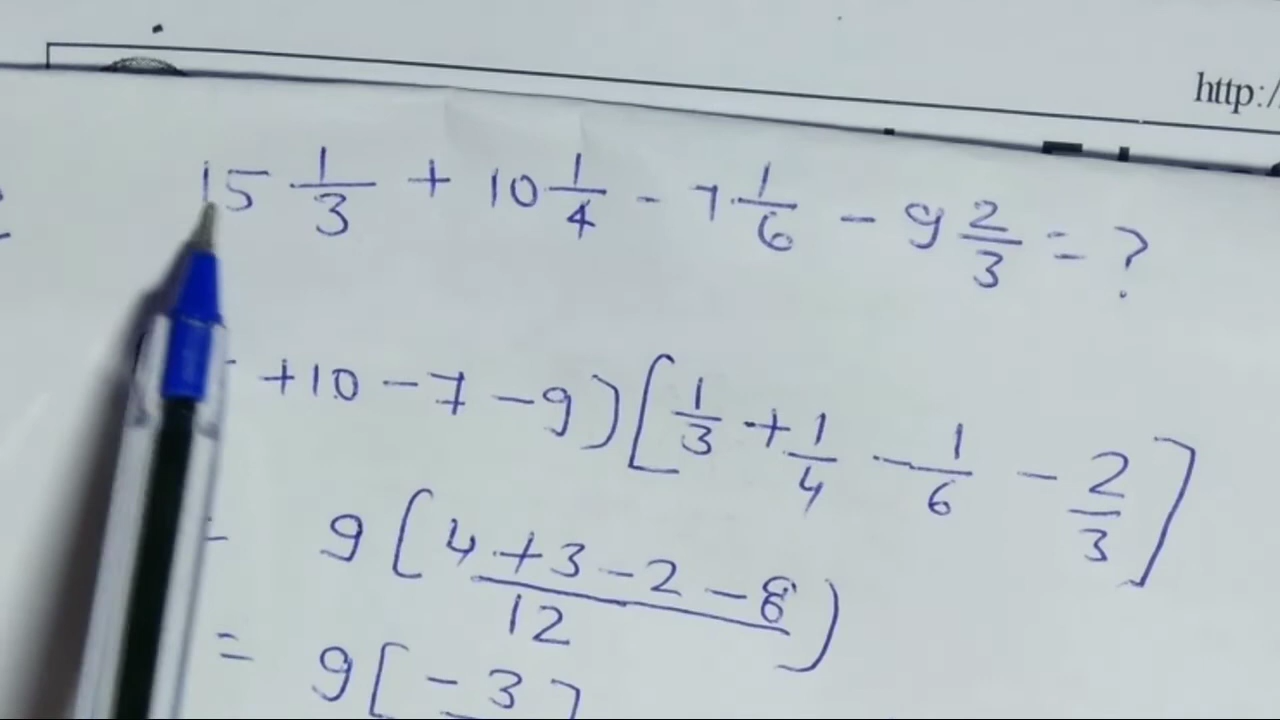 http:/
15 1/3 + 10 1/4 - 7 1/6 - 9 2/3 = ?
+10 - 7 - 9) [1/3 + 1/4 - 1/6 - 2/3]
9 (4 + 3 - 2 - 8 / 12)
= 9 [- 3]